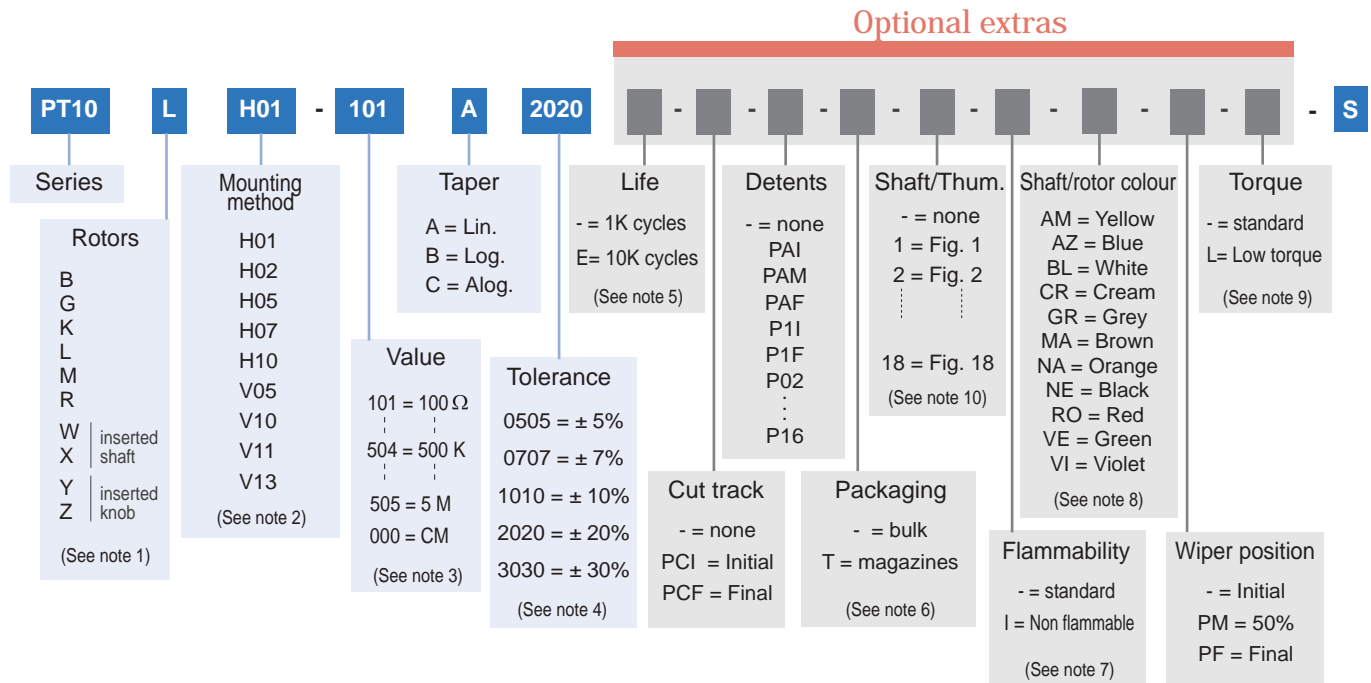 Optional extras
PT10 L H01 - 101 A 2020 - - - - - - - - - S
Series
Rotors
B
G
K
L
M
R
W
X
inserted
shaft
Y
Z
inserted
knob
(See note 1)
Mounting
method
H01
H02
H05
H07
H10
V05
V10
V11
V13
(See note 2)
Value
101 = 100 Ω
504 = 500 K
505 = 5 M
000 = CM
(See note 3)
Taper
A = Lin.
B = Log.
C = Alog.
Tolerance
0505 = ± 5%
0707 = ± 7%
1010 = ± 10%
2020 = ± 20%
3030 = ± 30%
(See note 4)
Life
- = 1K cycles
E= 10K cycles
(See note 5)
Cut track
- = none
PCI = Initial
PCF = Final
Detents
- = none
PAI
PAM
PAF
P1I
P1F
P02
:
P16
Packaging
- = bulk
T = magazines
(See note 6)
Shaft/Thum.
- = none
1 = Fig. 1
2 = Fig. 2
18 = Fig. 18
(See note 10)
Flammability
- = standard
I = Non flammable
(See note 7)
Shaft/rotor colour
AM = Yellow
AZ = Blue
BL = White
CR = Cream
GR = Grey
MA = Brown
NA = Orange
NE = Black
RO = Red
VE = Green
VI = Violet
(See note 8)
Wiper position
- = Initial
PM = 50%
PF = Final
Torque
- = standard
L= Low torque
(See note 9)